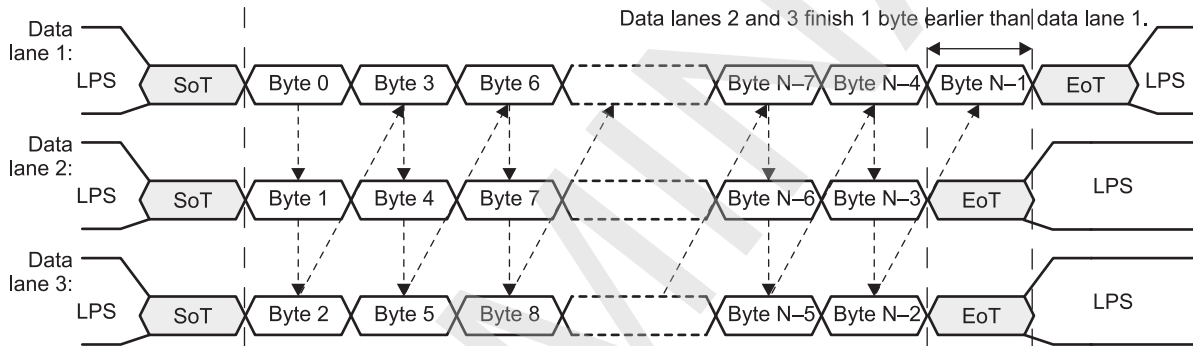 Data lanes 2 and 3 finish 1 byte earlier than data lane 1.
Data
lane 1:
LPS SoT Byte 0 Byte 3 Byte 6 Byte N–7 Byte N–4 Byte N–1 EoT LPS
Data
lane 2:
LPS SoT Byte 1 Byte 4 Byte 7 Byte N–6 Byte N–3 EoT LPS
Data
lane 3:
LPS SoT Byte 2 Byte 5 Byte 8 Byte N–5 Byte N–2 EoT LPS